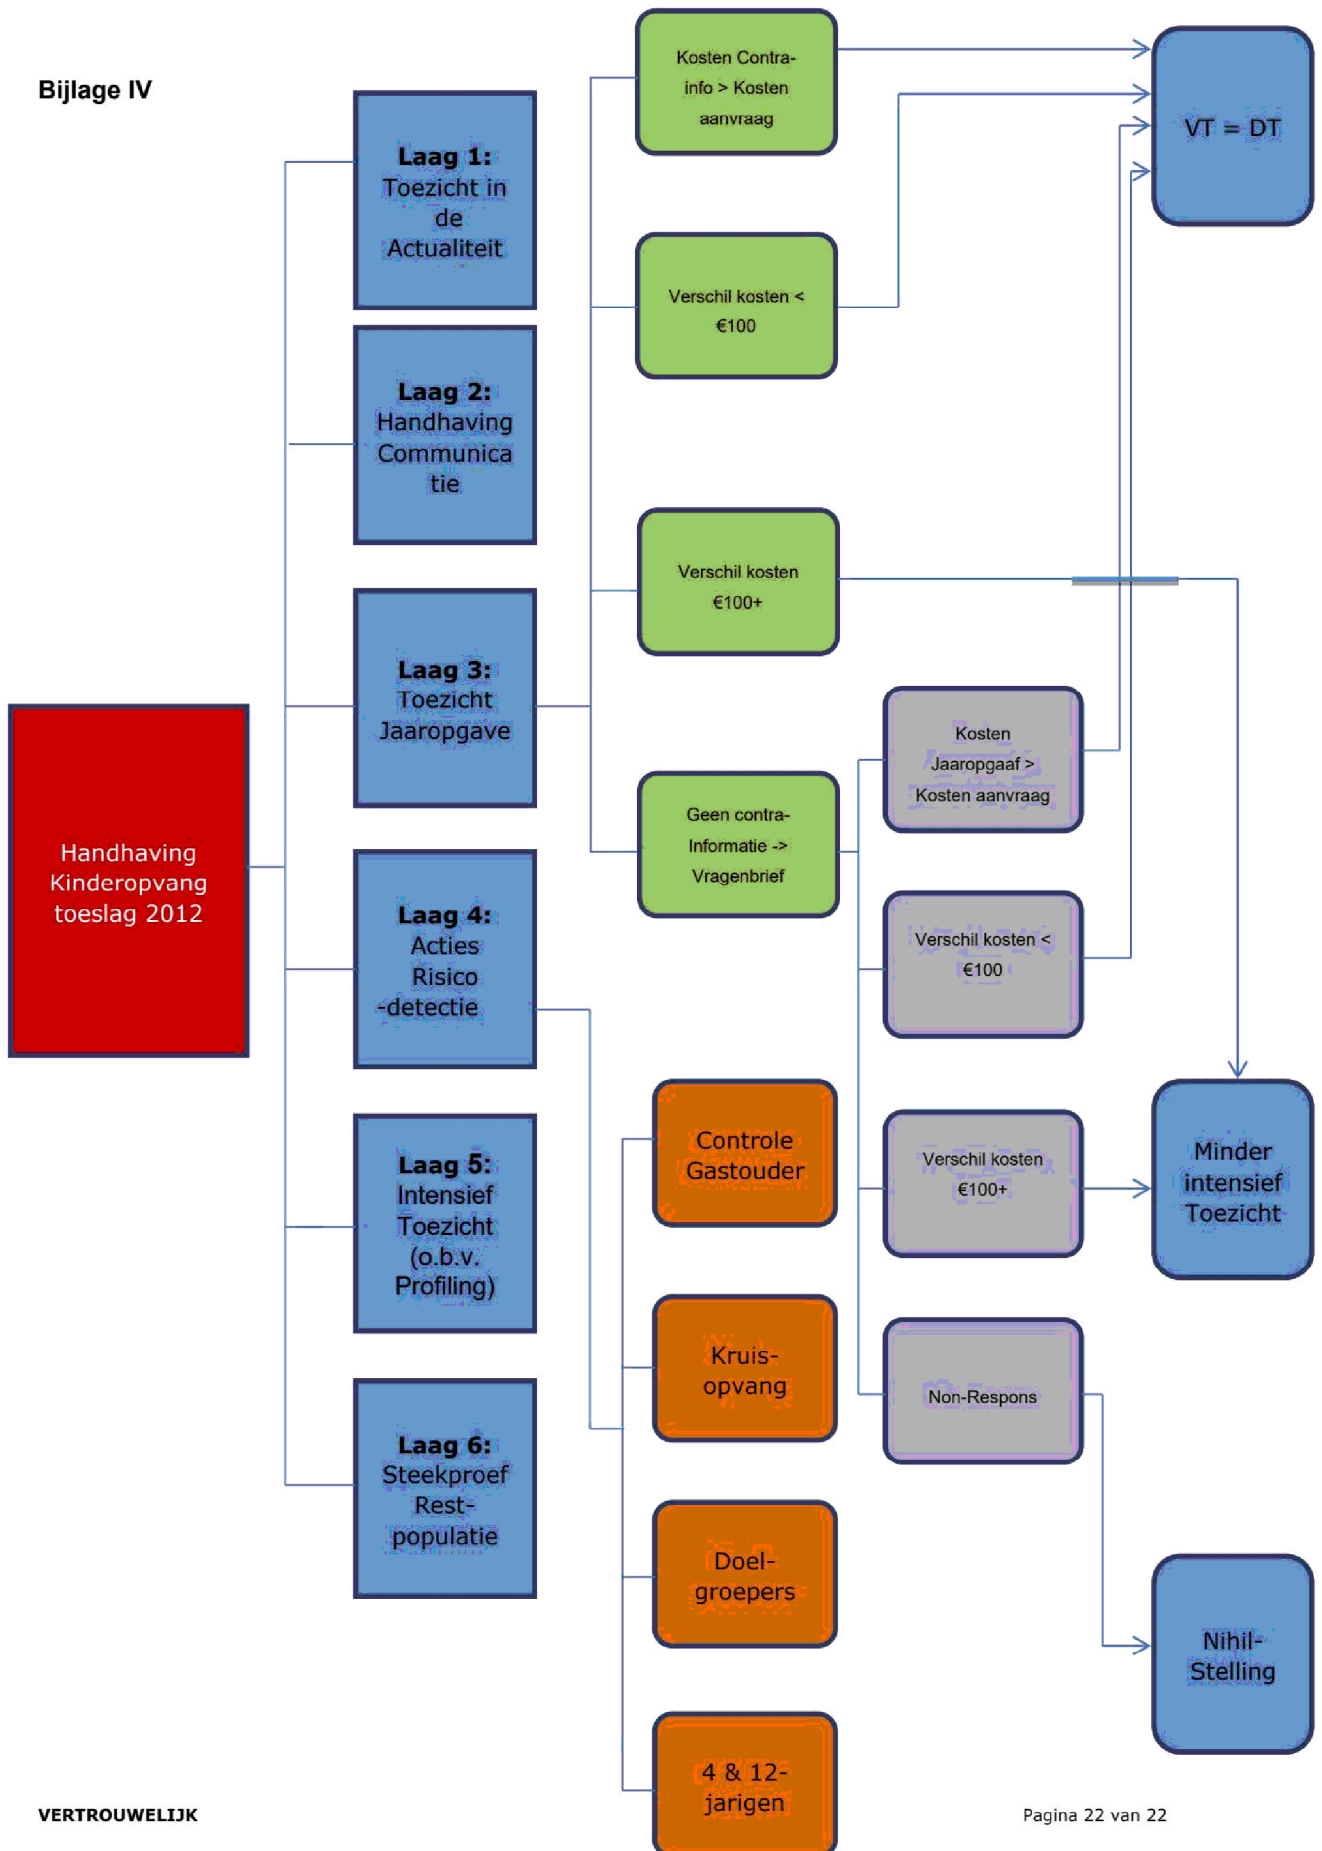 Bijlage IV
Handhaving
Kinderopvang
toeslag 2012
Laag 1:
Toezicht in
de
Actualiteit
Laag 2:
Handhaving
Communica
tie
Laag 3:
Toezicht
Jaaropgave
Laag 4:
Acties
Risico
-detectie
Laag 5:
Intensief
Toezicht
(o.b.v.
Profiling)
Laag 6:
Steekproef
Rest-
populatie
Kosten Contra-
info > Kosten
aanvraag
Verschil kosten <
€100
Verschil kosten
€100+
Geen contra-
Informatie ->
Vragenbrief
Controle
Gastouder
Kruis-
opvang
Doel-
groepers
4 & 12-
jarigen
Kosten
Jaaropgaaf >
Kosten aanvraag
Verschil kosten <
€100
Verschil kosten
€100+
Non-Respons
VT = DT
Minder
intensief
Toezicht
Nihil-
Stelling
VERTROUWELIJK
Pagina 22 van 22